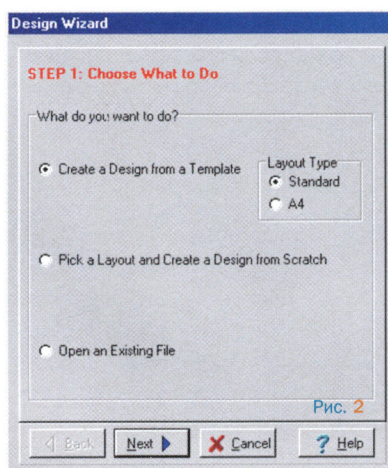 Design Wizard
STEP 1: Choose What to Do
What do you want to do?
Create a Design from a Template
Layout Type
Standard
A4
Pick a Layout and Create a Design from Scratch
Open an Existing File
Рис. 2
Back
Next
Cancel
? Help